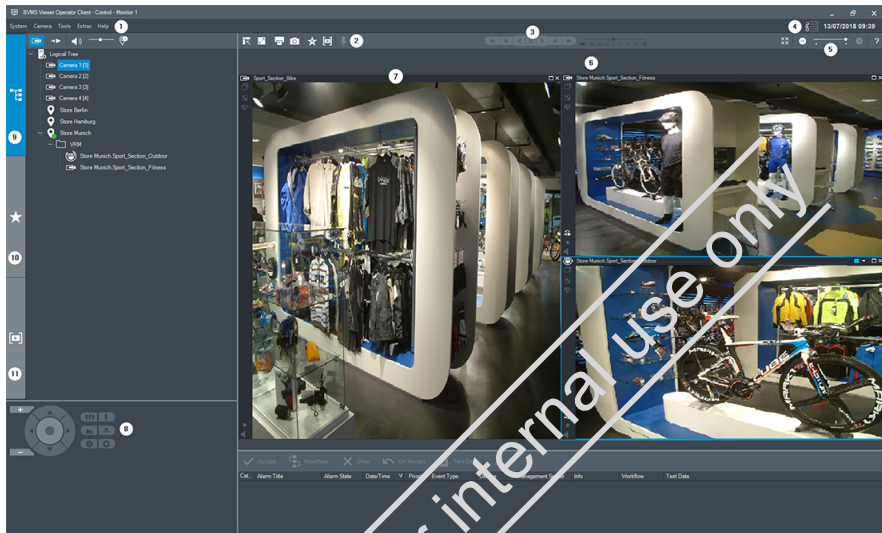 BVMS Viewer Operator Client - Control - Monitor 1
System Camera Tools Extras Help 1
3
4 13/07/2018 09:39
2
5 ?
Logical Tree
Camera 1 [1]
Camera 2 [2]
Camera 3 [3]
Camera 4 [4]
Store Berlin
Store Hamburg
Store Munich
VRM
Store Munich.Sport_Section_Outdoor
Store Munich.Sport_Section_Fitness
9
10
11
8
6
Sport_Section_Bike 7
Store Munich.Sport_Section_Fitness
Store Munich.Sport_Section_Outdoor
CUBE
internal use only
Accept Workflow Clear Un-Accept Text
Cat... Alarm Title Alarm State Date/Time Event Type Info Workflow Text Data